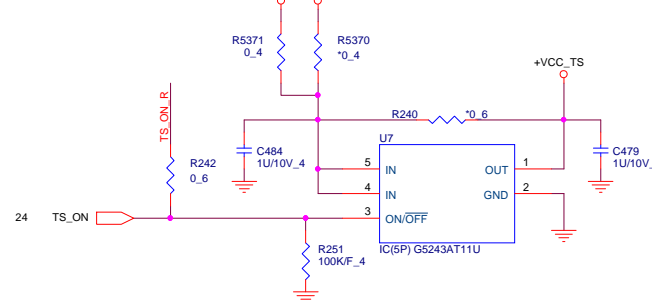 R5371
0_4
R5370
*0_4
+VCC_TS
TS_ON_R
R240
*0_6
U7
C484
1U/10V_4
C479
1U/10V_
R242
0_6
5
IN
OUT
1
4
IN
GND
2
24
TS_ON
3
ON/OFF
R251
100K/F_4
IC(5P) G5243AT11U